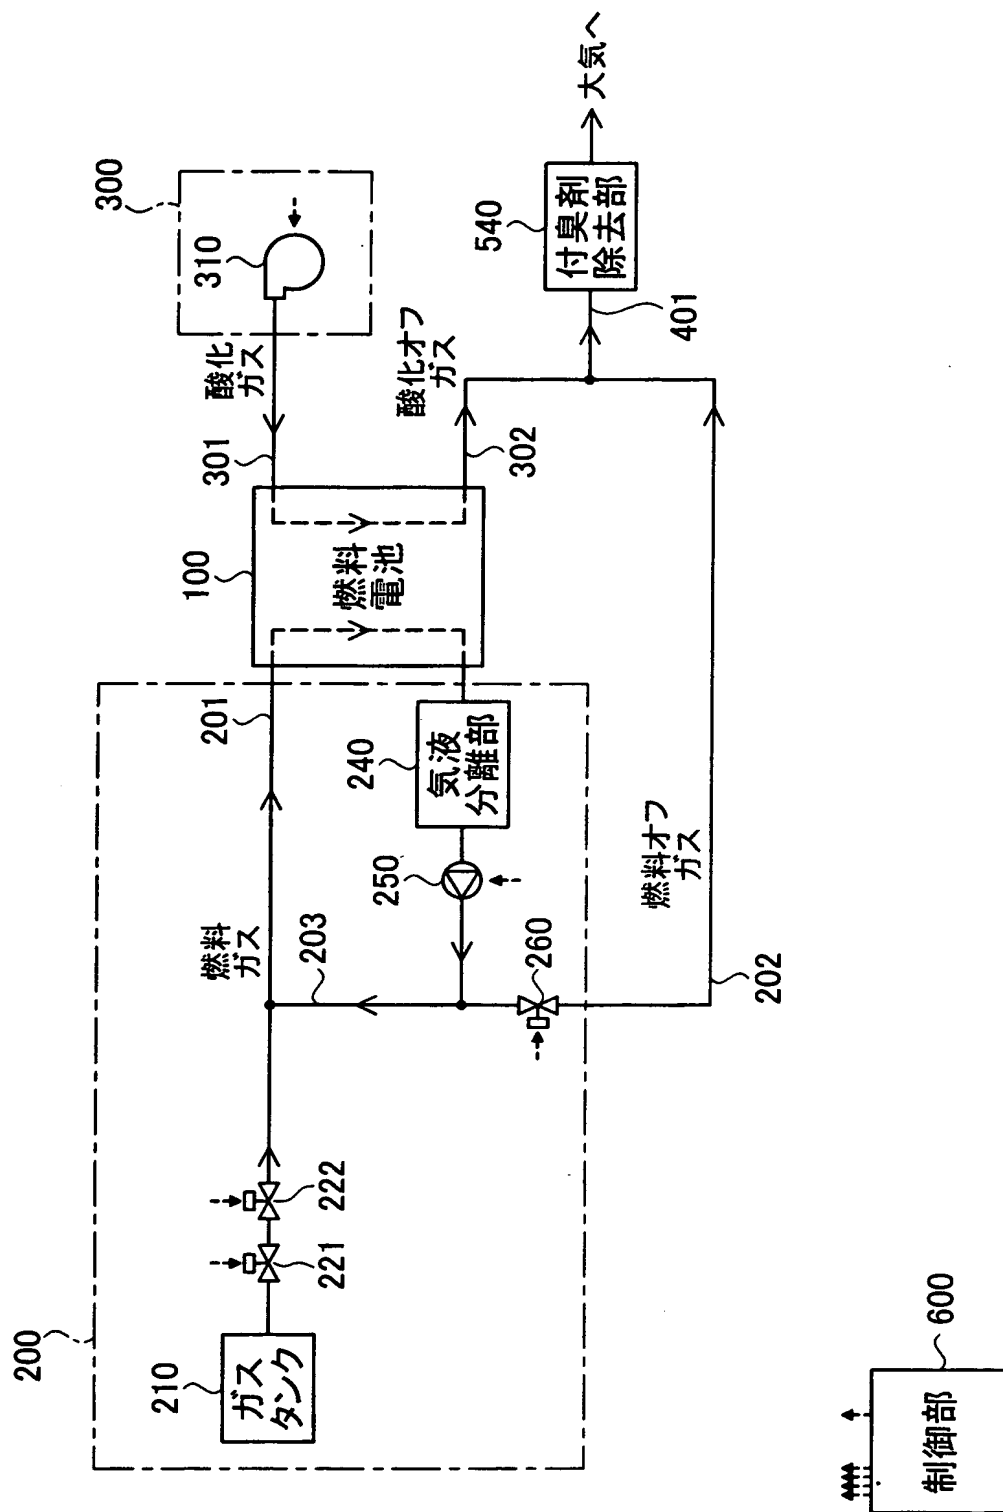 200
210
ガス
タンク
221
222
燃料
ガス
203
201
250
240
気液
分離部
260
202
燃料オフ
ガス
100
燃料
電池
301
酸化
ガス
300
310
302
酸化オフ
ガス
401
540
付臭剤
除去部
大気へ
600
制御部